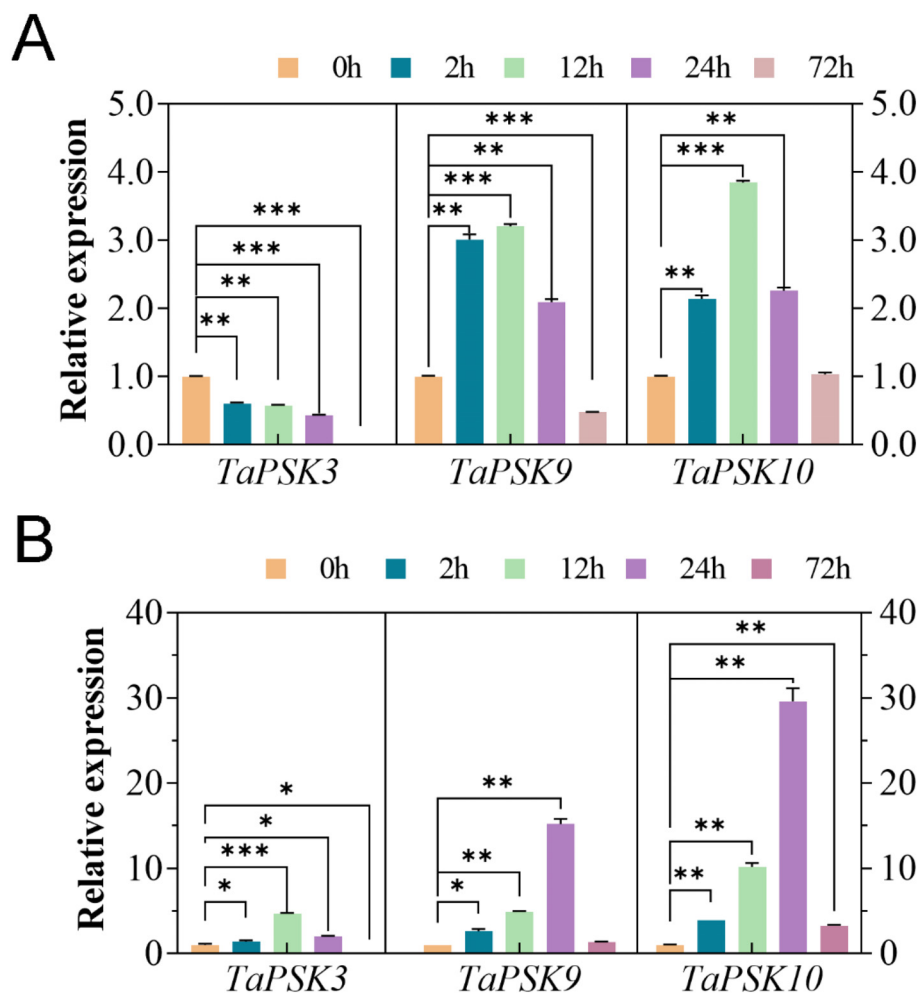 A
0h 2h 12h 24h 72h
Relative expression
5.0 5.0
4.0 4.0
3.0 3.0
2.0 2.0
1.0 1.0
0.0 0.0
** ** *** ***
** *** ** ***
** *** **
TaPSK3 TaPSK9 TaPSK10
B
0h 2h 12h 24h 72h
Relative expression
40 40
30 30
20 20
10 10
0 0
* *** * *
* ** **
** ** ** **
TaPSK3 TaPSK9 TaPSK10